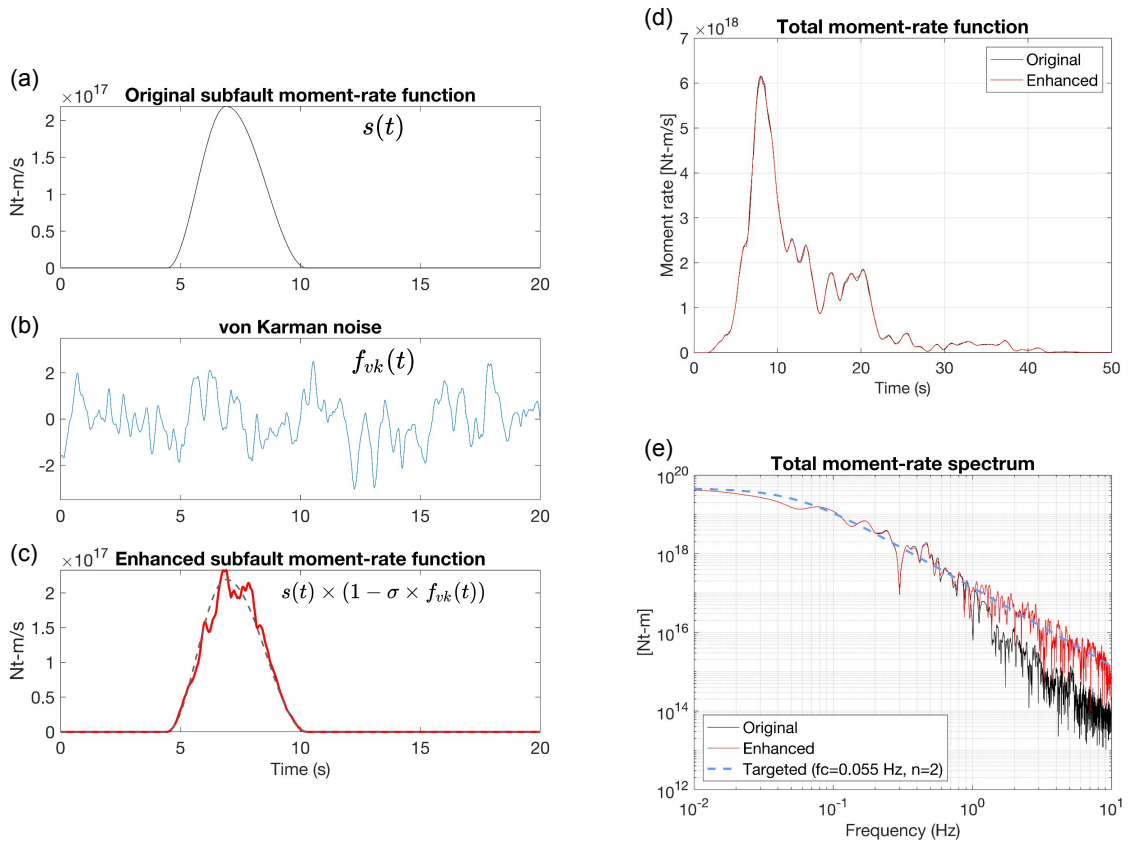 (a)
×10^17
Original subfault moment-rate function
s(t)
Nt-m/s
2
1.5
1
0.5
0
0 5 10 15 20
(b)
von Karman noise
f_vk(t)
2
0
-2
0 5 10 15 20
(c)
×10^17
Enhanced subfault moment-rate function
s(t) × (1 − σ × f_vk(t))
Nt-m/s
2
1.5
1
0.5
0
0 5 10 15 20
Time (s)
(d)
×10^18
Total moment-rate function
Original
Enhanced
Moment rate [Nt-m/s]
7
6
5
4
3
2
1
0
0 10 20 30 40 50
Time (s)
(e)
Total moment-rate spectrum
[Nt-m]
10^20
10^18
10^16
10^14
10^12
Original
Enhanced
Targeted (fc=0.055 Hz, n=2)
10^-2 10^-1 10^0 10^1
Frequency (Hz)